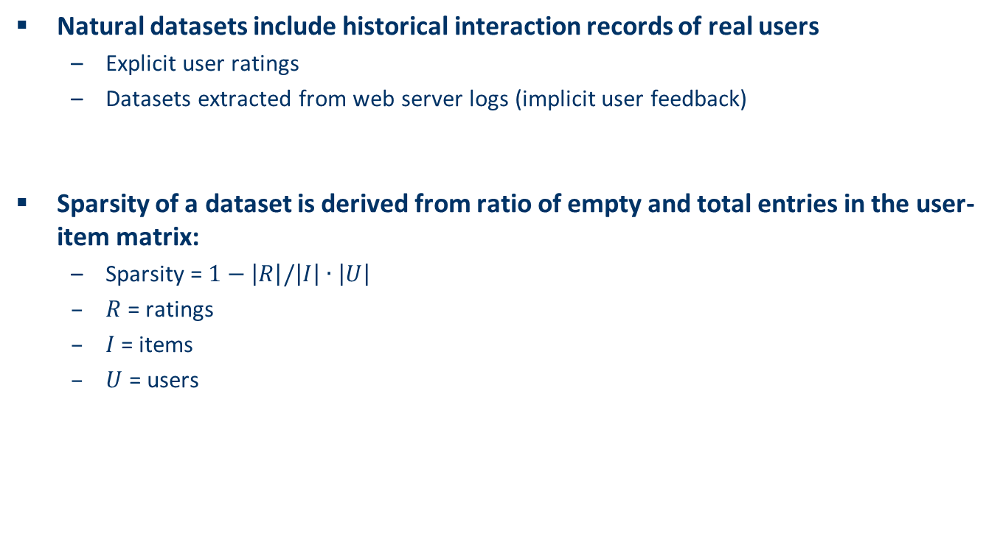 ▪ Natural datasets include historical interaction records of real users
– Explicit user ratings
– Datasets extracted from web server logs (implicit user feedback)
▪ Sparsity of a dataset is derived from ratio of empty and total entries in the user-
item matrix:
– Sparsity = 1 − |R|/|I| · |U|
– R = ratings
– I = items
– U = users